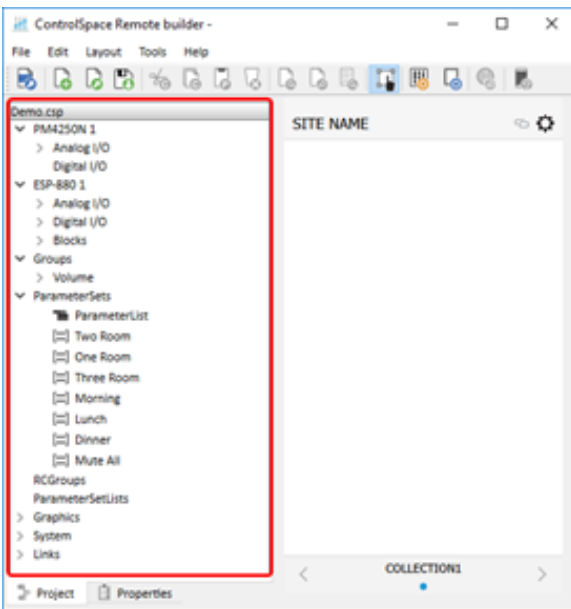 ControlSpace Remote builder -
File Edit Layout Tools Help
Demo.csp
PM4250N 1
Analog I/O
Digital I/O
ESP-880 1
Analog I/O
Digital I/O
Blocks
Groups
Volume
ParameterSets
ParameterList
Two Room
One Room
Three Room
Morning
Lunch
Dinner
Mute All
RCGroups
ParameterSetLists
Graphics
System
Links
Project Properties
SITE NAME
COLLECTION1